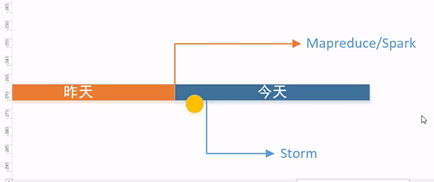 Mapreduce/Spark
昨天
今天
Storm